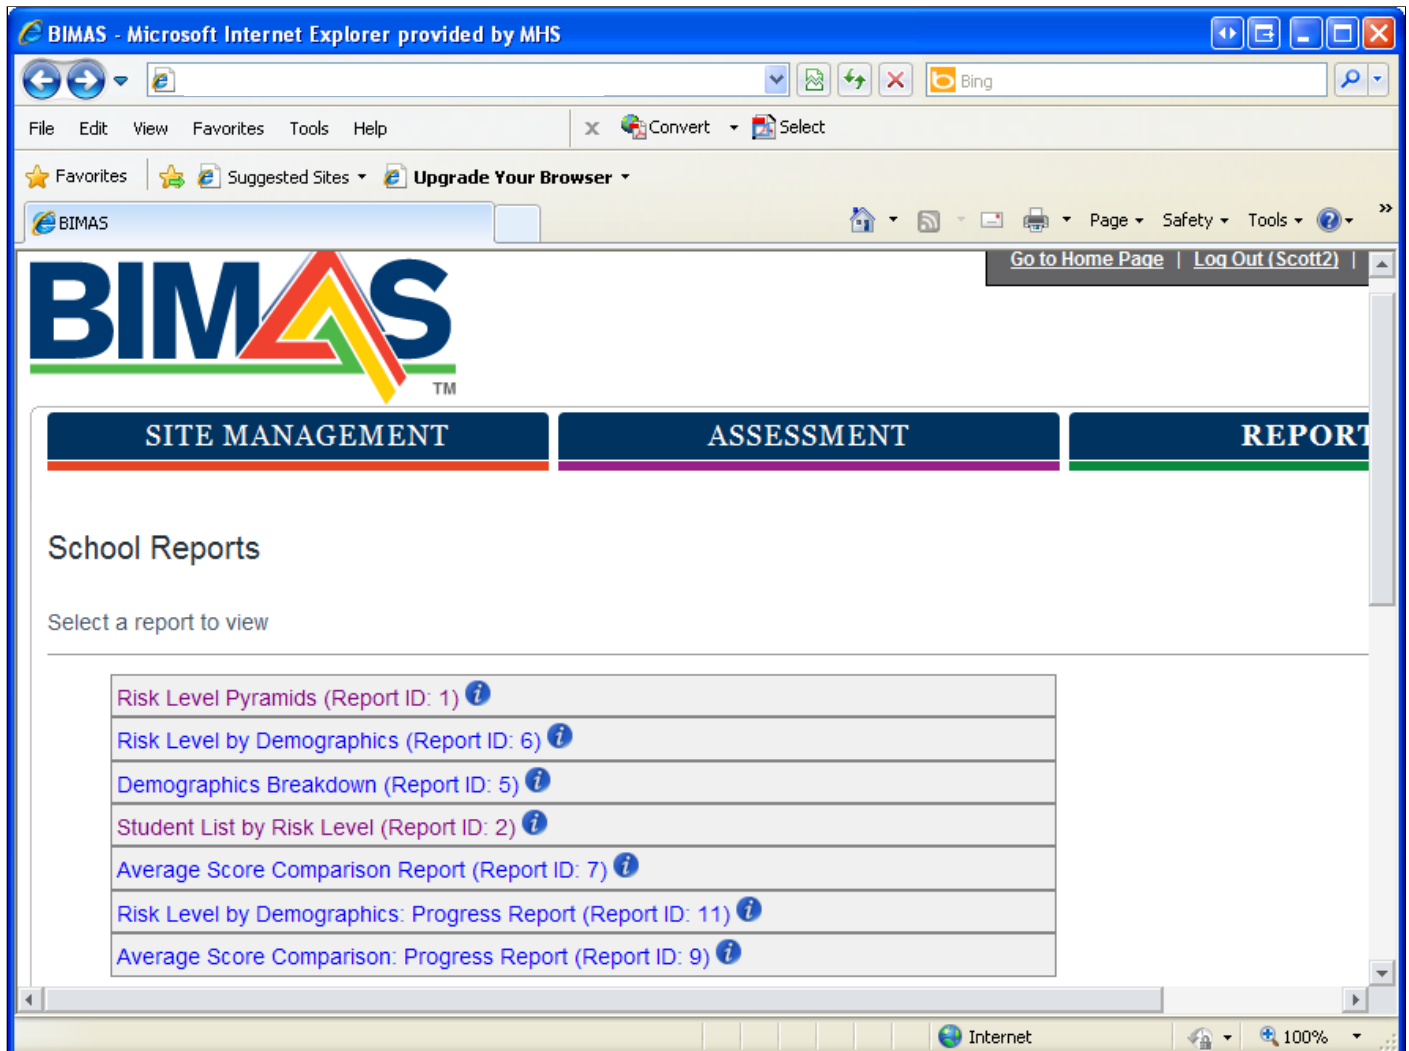 BIMAS - Microsoft Internet Explorer provided by MHS
Bing
File Edit View Favorites Tools Help x Convert Select
Favorites Suggested Sites Upgrade Your Browser
BIMAS Page Safety Tools »
Go to Home Page | Log Out (Scott2) |
BIMAS TM
SITE MANAGEMENT ASSESSMENT REPORT
School Reports
Select a report to view
Risk Level Pyramids (Report ID: 1) i
Risk Level by Demographics (Report ID: 6) i
Demographics Breakdown (Report ID: 5) i
Student List by Risk Level (Report ID: 2) i
Average Score Comparison Report (Report ID: 7) i
Risk Level by Demographics: Progress Report (Report ID: 11) i
Average Score Comparison: Progress Report (Report ID: 9) i
Internet 100%